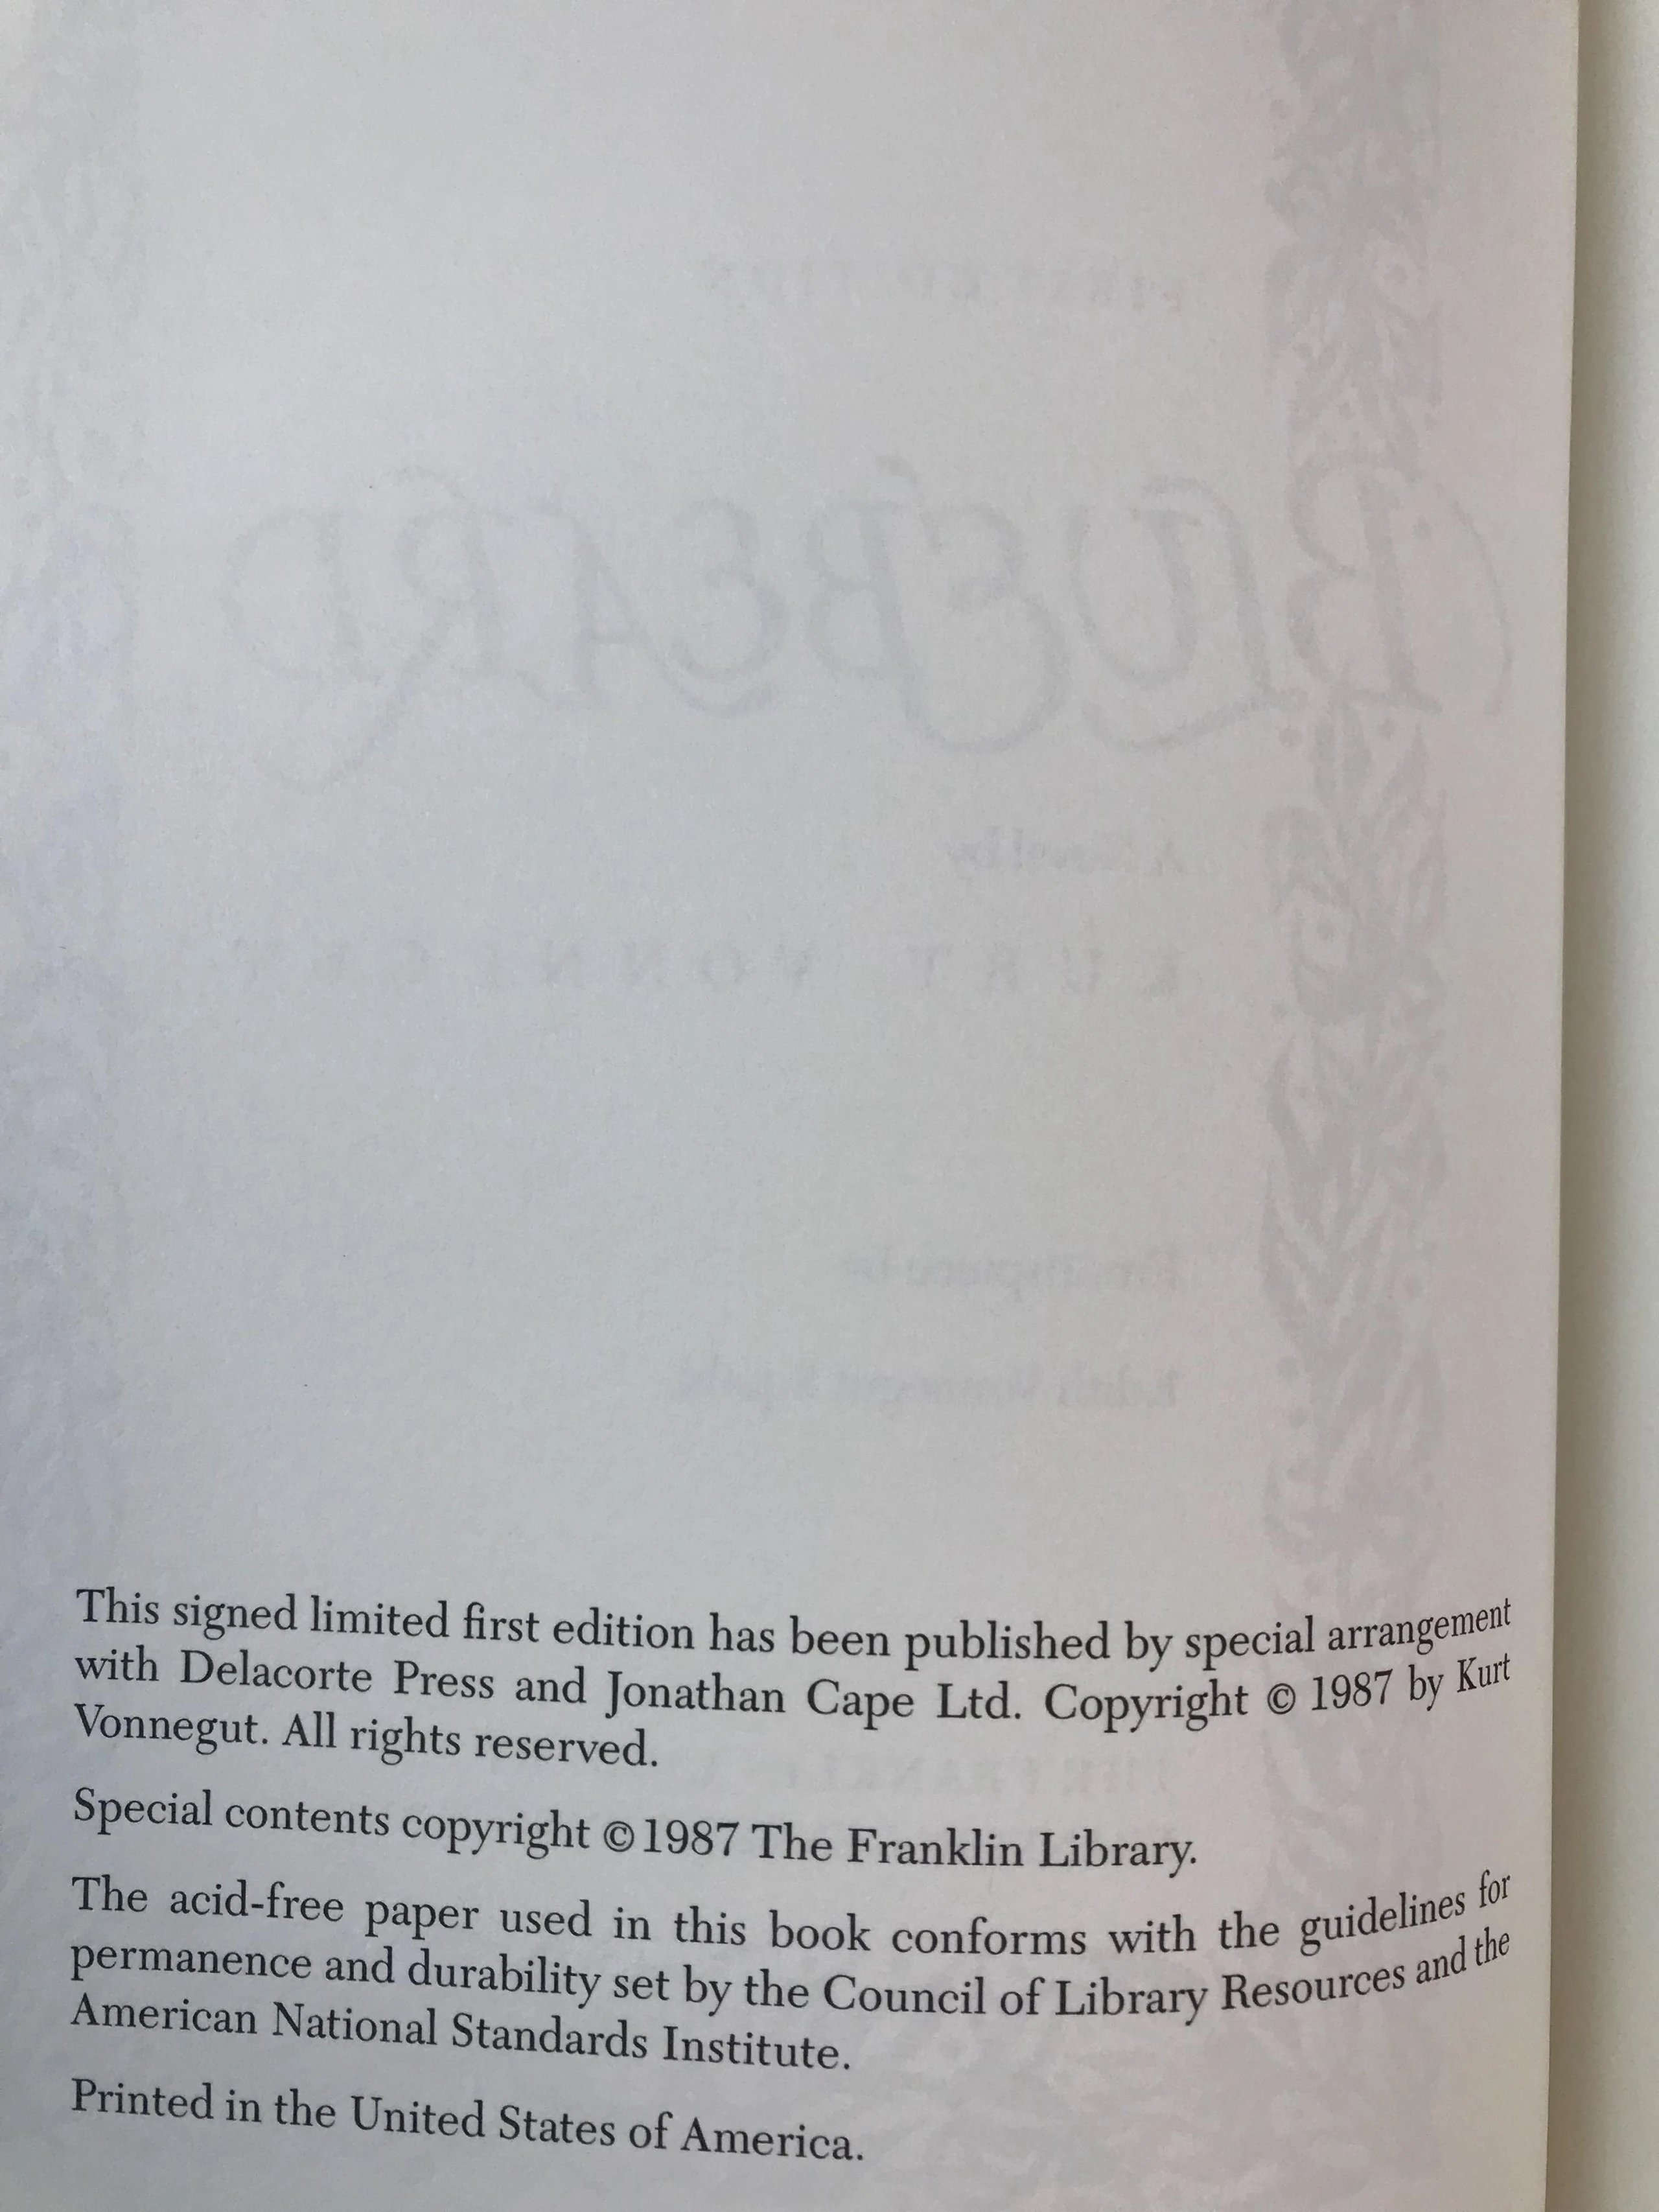 This signed limited first edition has been published by special arrangement
with Delacorte Press and Jonathan Cape Ltd. Copyright © 1987 by Kurt
Vonnegut. All rights reserved.
Special contents copyright ©1987 The Franklin Library.
The acid-free paper used in this book conforms with the guidelines for
permanence and durability set by the Council of Library Resources and the
American National Standards Institute.
Printed in the United States of America.